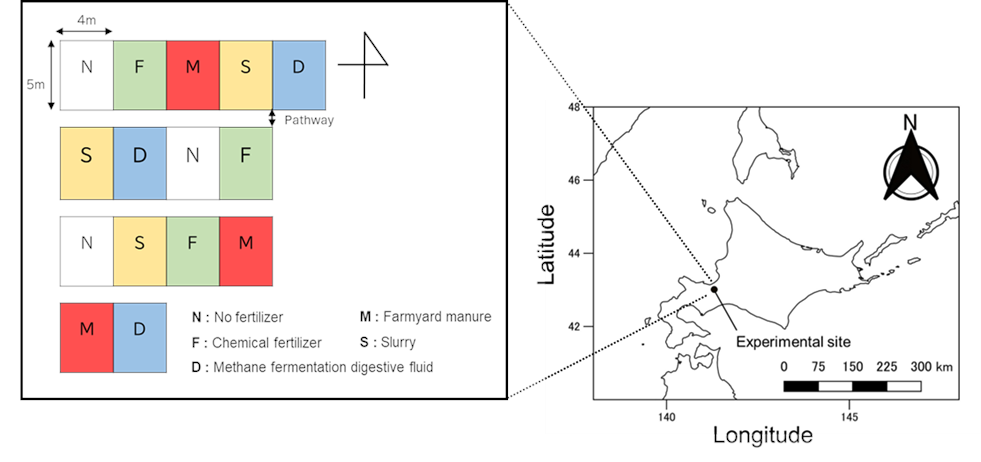 4m
5m
N F M S D
Pathway
S D N F
N S F M
M D
N : No fertilizer
M : Farmyard manure
F : Chemical fertilizer
S : Slurry
D : Methane fermentation digestive fluid
48
46
44
42
Latitude
N
Experimental site
0 75 150 225 300 km
140 145
Longitude